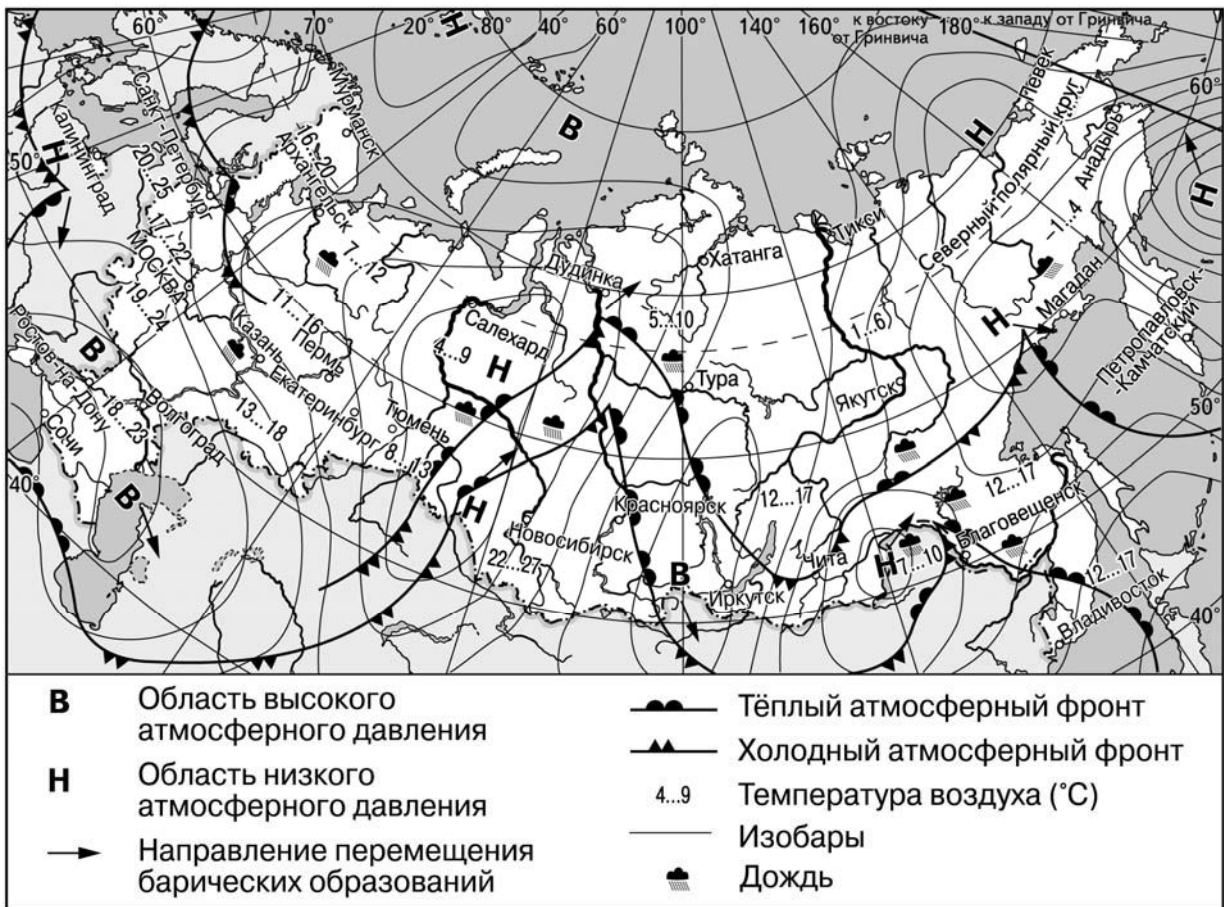 60°
70°
20°
40°
80°
60°
100°
140°
120°
160°
к востоку
от Гринвича
180°
к западу от Гринвича
60°
50°
40°
50°
40°
Н
В
Н
Н
Н
Н
В
В
Н
Н
В
Н
Калининград
Санкт-Петербург
20...25
Мурманск
16...20
Архангельск
17...22
МОСКВА
19...24
7...12
11...16
Казань
Пермь
Екатеринбург
Тюмень
8...13
13...18
Ростов-на-Дону
18...23
Волгоград
Сочи
Салехард
4...9
Дудинка
Хатанга
5...10
Тура
Тикси
1...6
Якутск
Певек
Северный полярный круг
Анадырь
-1...4
Магадан
Петропавловск-
-Камчатский
Новосибирск
22...27
Красноярск
12...17
Иркутск
Чита
7...10
12...17
Благовещенск
12...17
Владивосток
В Область высокого
атмосферного давления
Н Область низкого
атмосферного давления
Направление перемещения
барических образований
Тёплый атмосферный фронт
Холодный атмосферный фронт
4...9 Температура воздуха (°С)
Изобары
Дождь